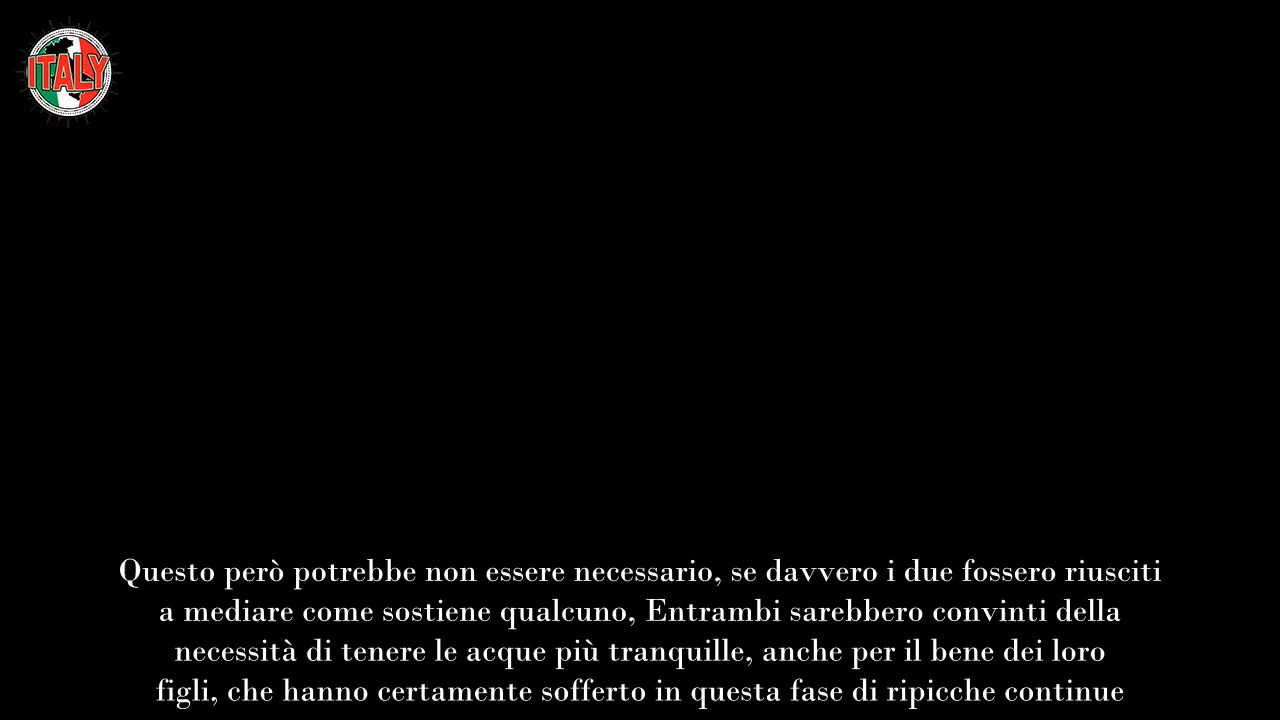 ITALY
Questo però potrebbe non essere necessario, se davvero i due fossero riusciti
a mediare come sostiene qualcuno, Entrambi sarebbero convinti della
necessità di tenere le acque più tranquille, anche per il bene dei loro
figli, che hanno certamente sofferto in questa fase di ripicche continue